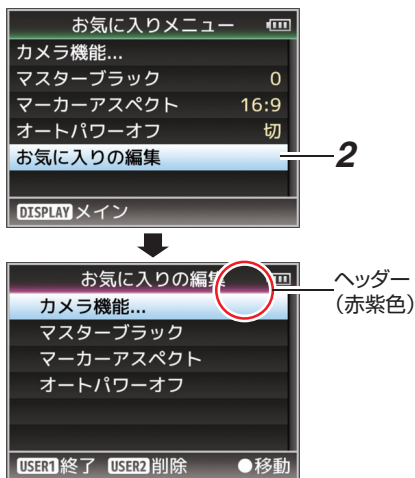 お気に入りメニュー
カメラ機能...
マスターブラック 0
マーカーアスペクト 16:9
オートパワーオフ 切
お気に入りの編集
2
DISPLAY メイン
お気に入りの編集
ヘッダー
(赤紫色)
カメラ機能...
マスターブラック
マーカーアスペクト
オートパワーオフ
USER1 終了 USER2 削除 ●移動